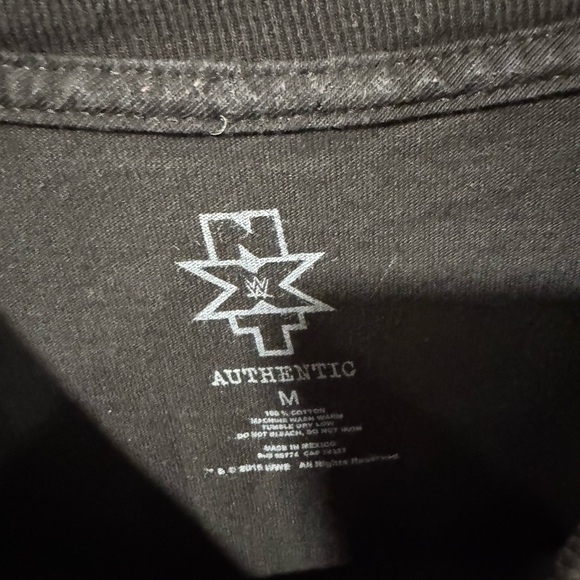 N
X
W
T
AUTHENTIC
M
100 % COTTON
MACHINE WASH WARM
TUMBLE DRY LOW
DO NOT BLEACH, DO NOT IRON
MADE IN MEXICO
& © 2015 WWE All Rights Reserved